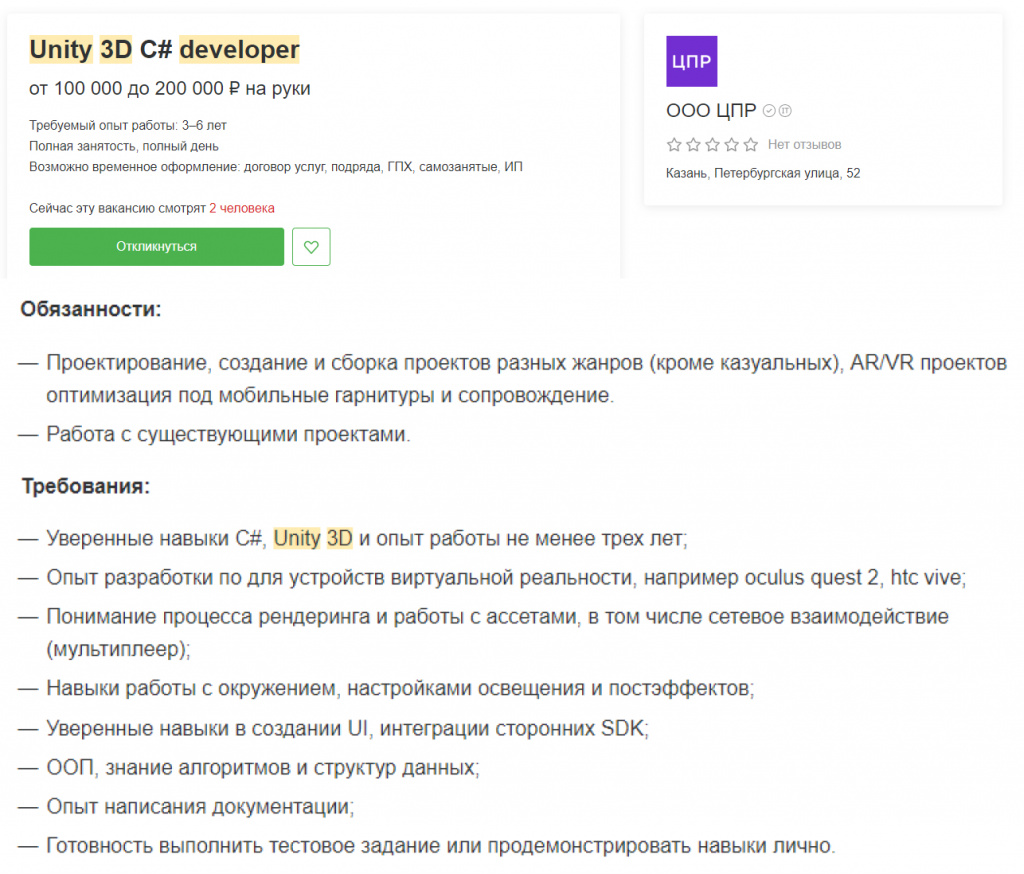 Unity 3D C# developer
от 100 000 до 200 000 ₽ на руки
Требуемый опыт работы: 3–6 лет
Полная занятость, полный день
Возможно временное оформление: договор услуг, подряда, ГПХ, самозанятые, ИП
Сейчас эту вакансию смотрят 2 человека
Откликнуться
ЦПР
ООО ЦПР
Нет отзывов
Казань, Петербургская улица, 52
Обязанности:
— Проектирование, создание и сборка проектов разных жанров (кроме казуальных), AR/VR проектов
оптимизация под мобильные гарнитуры и сопровождение.
— Работа с существующими проектами.
Требования:
— Уверенные навыки C#, Unity 3D и опыт работы не менее трех лет;
— Опыт разработки по для устройств виртуальной реальности, например oculus quest 2, htc vive;
— Понимание процесса рендеринга и работы с ассетами, в том числе сетевое взаимодействие
(мультиплеер);
— Навыки работы с окружением, настройками освещения и постэффектов;
— Уверенные навыки в создании UI, интеграции сторонних SDK;
— ООП, знание алгоритмов и структур данных;
— Опыт написания документации;
— Готовность выполнить тестовое задание или продемонстрировать навыки лично.